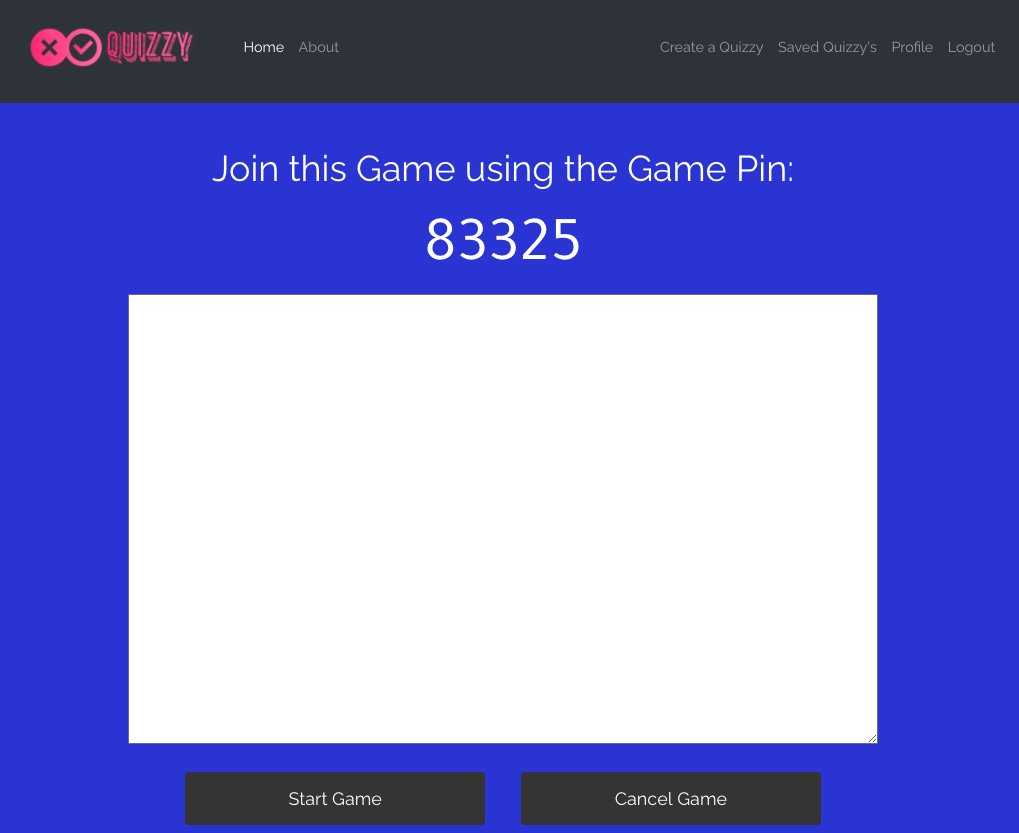 QUIZZY
Home About Create a Quizzy Saved Quizzy's Profile Logout
Join this Game using the Game Pin:
83325
Start Game Cancel Game